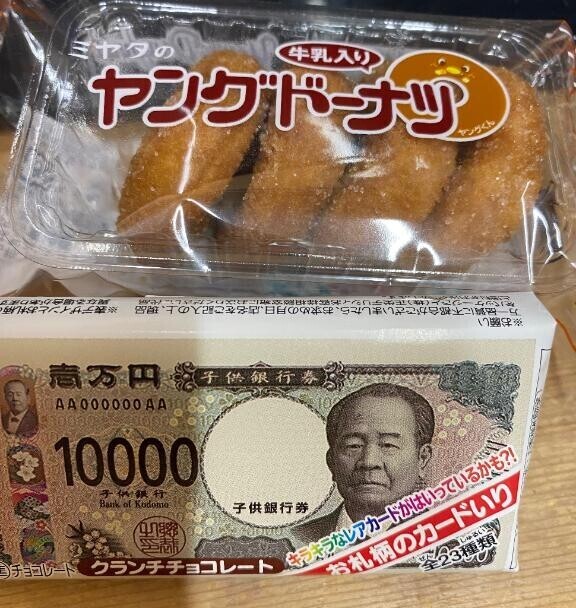 ミヤタの
牛乳入り
ヤングドーナツ
ヤングくん
※お願い
壱万円
子供銀行券
AA000000AA
10000
子供銀行
Bank of Kodomo
子供銀行券
キラキラなレアカードがはいっているかも?!
お札柄のカードいり
全23種類
チョコレート
クランチチョコレート